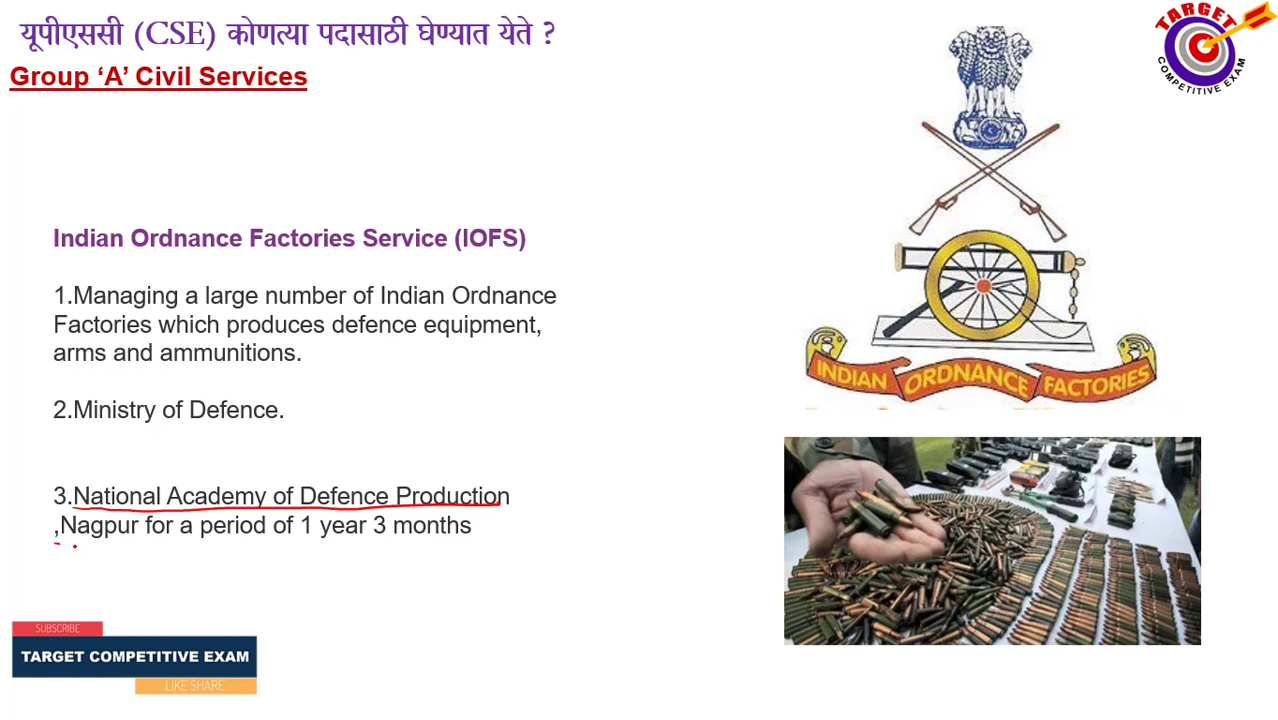 यूपीएससी (CSE) कोणत्या पदासाठी घेण्यात येते ?
Group ‘A’ Civil Services
TARGET
COMPETITIVE EXAM
Indian Ordnance Factories Service (IOFS)
1.Managing a large number of Indian Ordnance
Factories which produces defence equipment,
arms and ammunitions.
2.Ministry of Defence.
3.National Academy of Defence Production
,Nagpur for a period of 1 year 3 months
INDIAN ORDNANCE FACTORIES
SUBSCRIBE
TARGET COMPETITIVE EXAM
LIKE SHARE